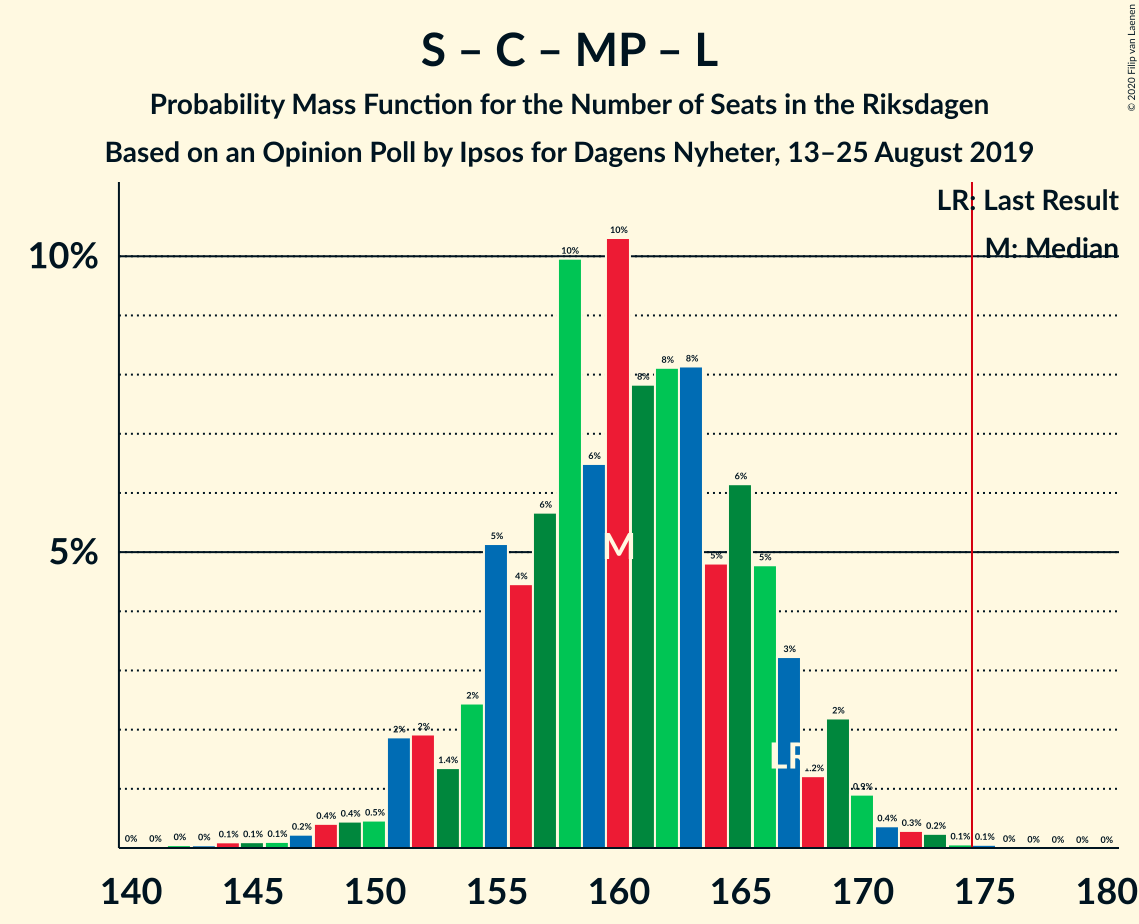 S – C – MP – L
Probability Mass Function for the Number of Seats in the Riksdagen
Based on an Opinion Poll by Ipsos for Dagens Nyheter, 13–25 August 2019
© 2020 Filip van Laenen
LR: Last Result
M: Median
10%
5%
0% 0% 0% 0% 0.1% 0.1% 0.1% 0.2% 0.4% 0.4% 0.5% 2% 2% 1.4% 2% 5% 4% 6% 10% 6% 10% 8% 8% 8% 5% 6% 5% 3% 1.2% 2% 0.9% 0.4% 0.3% 0.2% 0.1% 0.1% 0% 0% 0% 0% 0%
M
LR
140 145 150 155 160 165 170 175 180